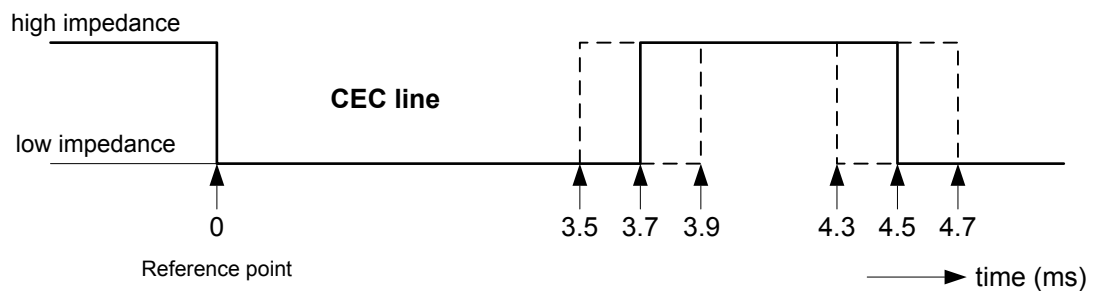 high impedance
CEC line
low impedance
0 3.5 3.7 3.9 4.3 4.5 4.7
Reference point
time (ms)